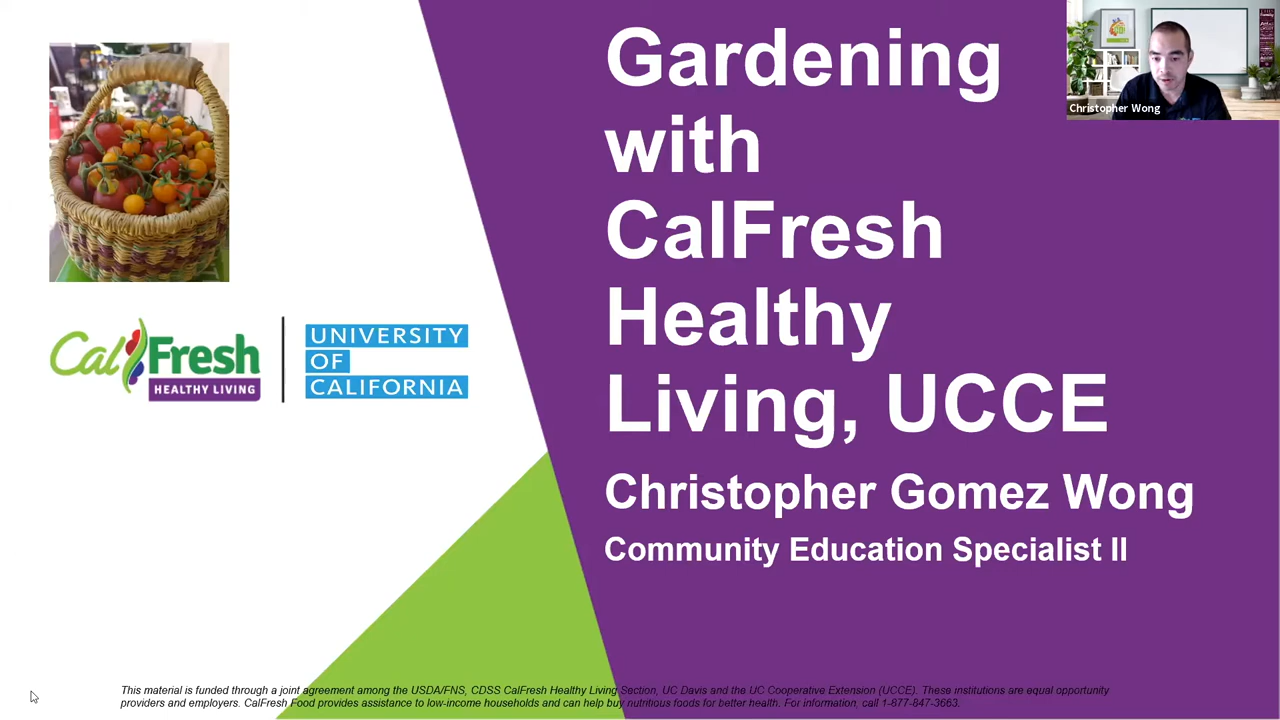 Gardening
with
CalFresh
Healthy
Living, UCCE
Christopher Gomez Wong
Community Education Specialist II
Christopher Wong
CalFresh
HEALTHY LIVING
UNIVERSITY
OF
CALIFORNIA
This material is funded through a joint agreement among the USDA/FNS, CDSS CalFresh Healthy Living Section, UC Davis and the UC Cooperative Extension (UCCE). These institutions are equal opportunity
providers and employers. CalFresh Food provides assistance to low-income households and can help buy nutritious foods for better health. For information, call 1-877-847-3663.